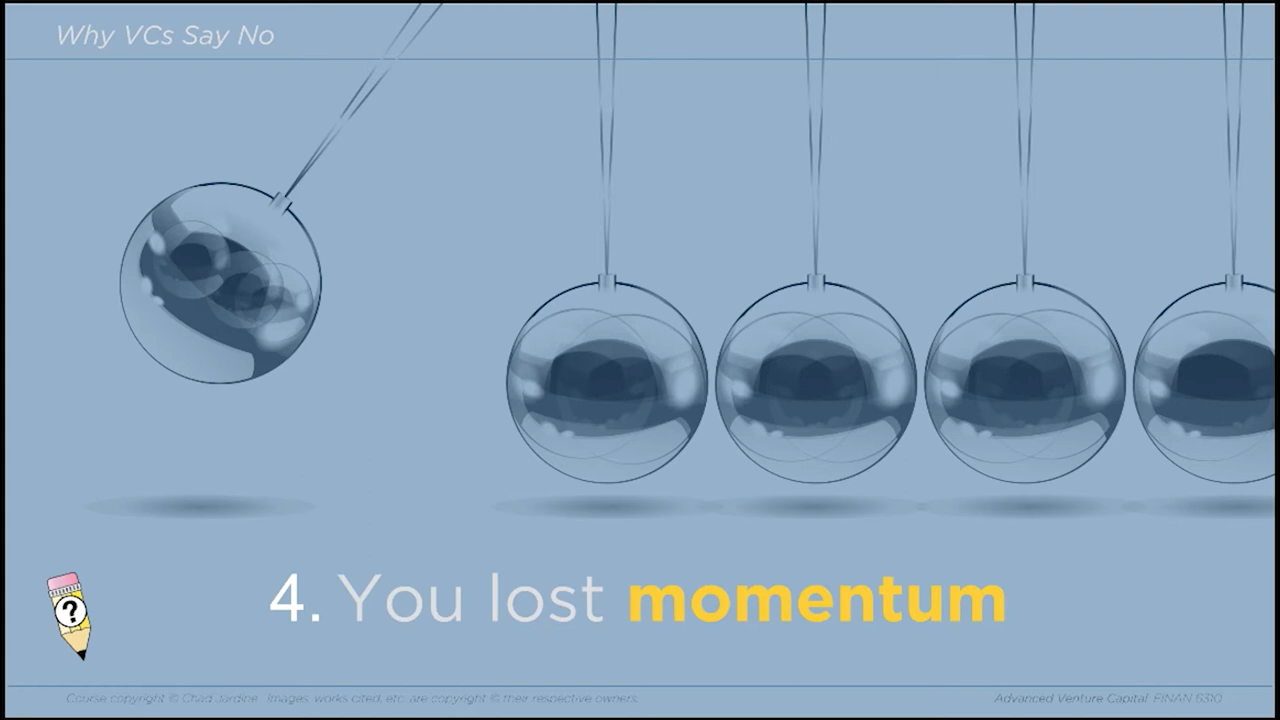 Why VCs Say No
?
4. You lost momentum
Course copyright © Chad Jardine. Images, works cited, etc. are copyright © their respective owners.
Advanced Venture Capital: FINAN 6310